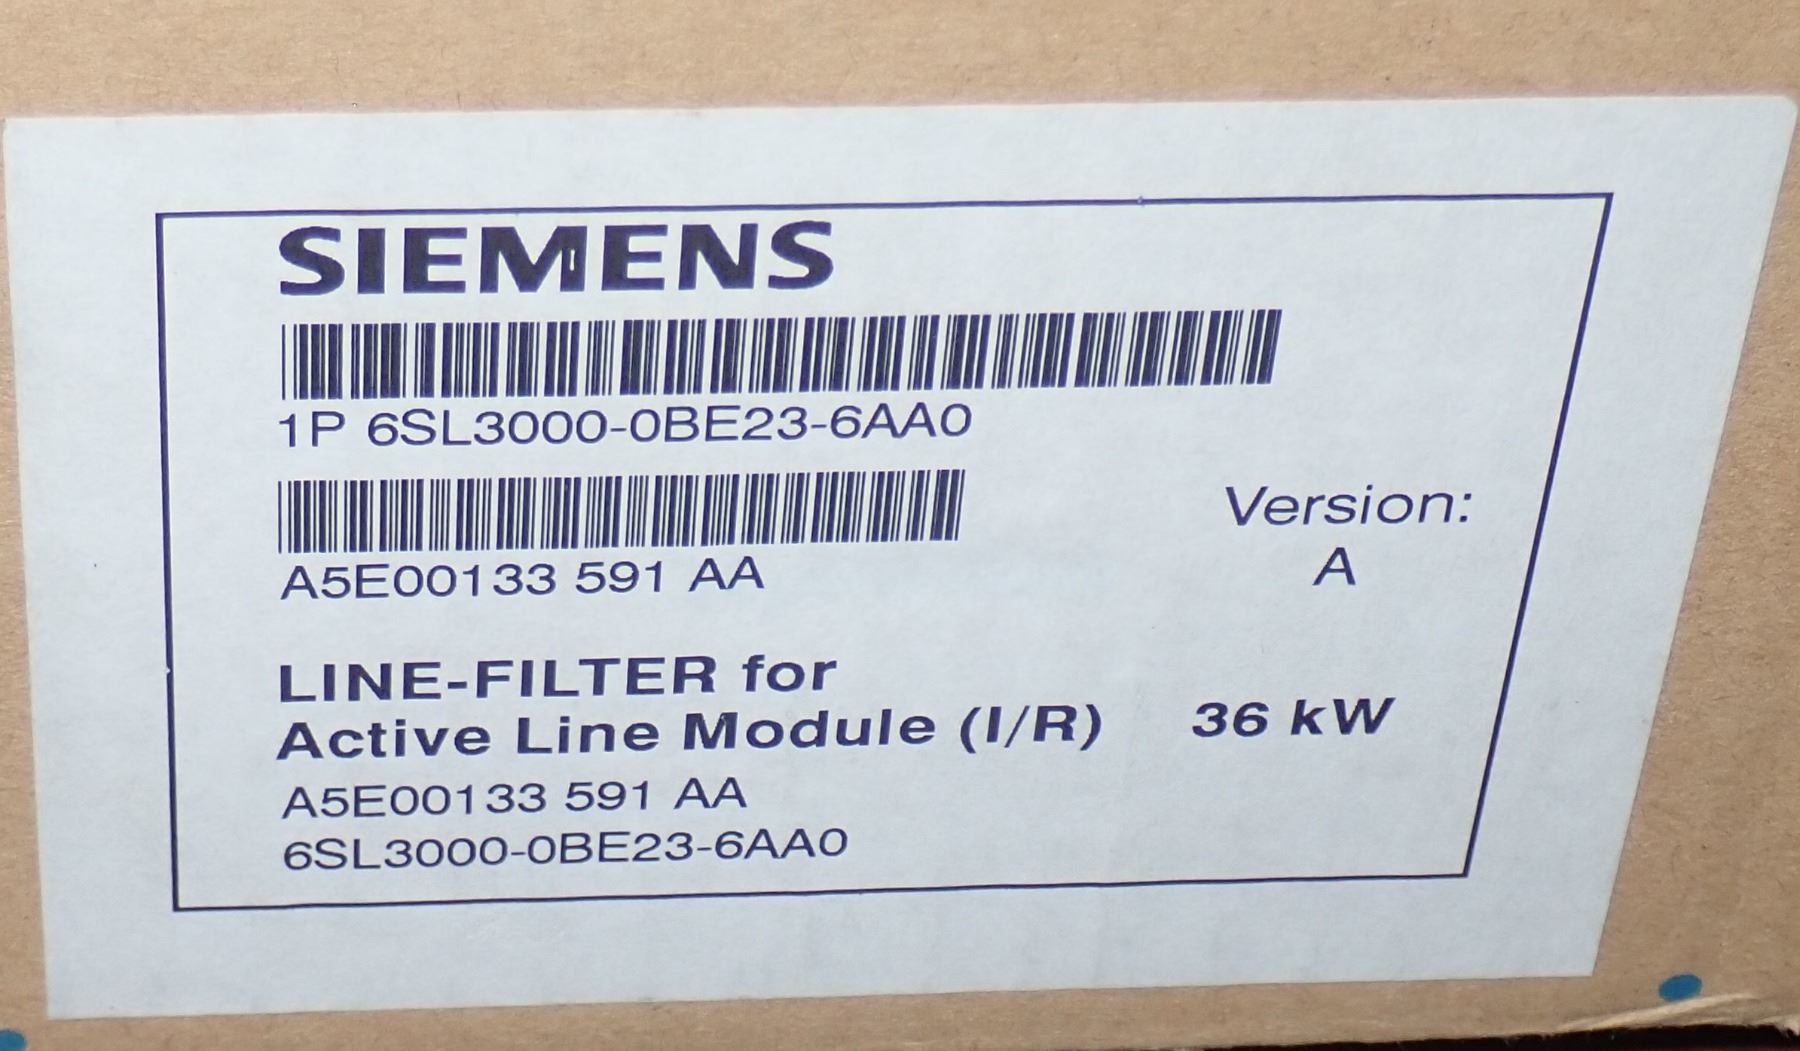 SIEMENS
1P 6SL3000-0BE23-6AA0
A5E00133 591 AA
Version:
A
LINE-FILTER for
Active Line Module (I/R) 36 kW
A5E00133 591 AA
6SL3000-0BE23-6AA0